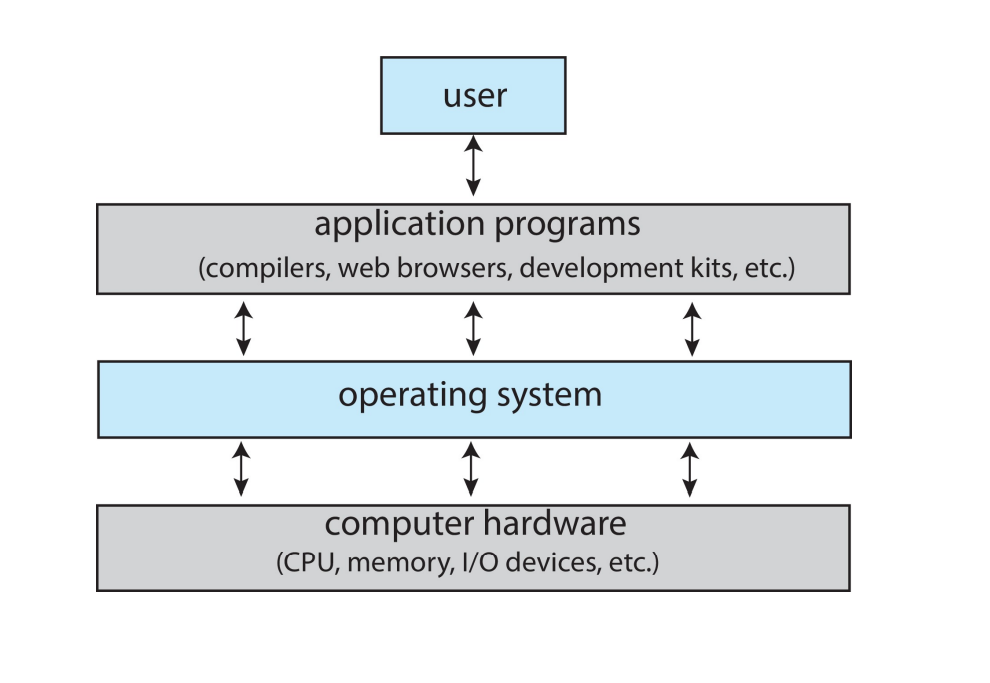 user
application programs
(compilers, web browsers, development kits, etc.)
operating system
computer hardware
(CPU, memory, I/O devices, etc.)